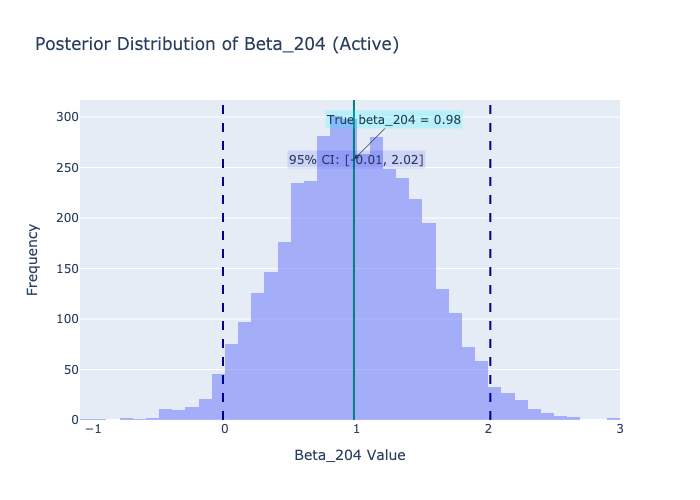 Posterior Distribution of Beta_204 (Active)
True beta_204 = 0.98
95% CI: [-0.01, 2.02]
300
250
200
150
100
50
0
Frequency
−1
0
1
2
3
Beta_204 Value